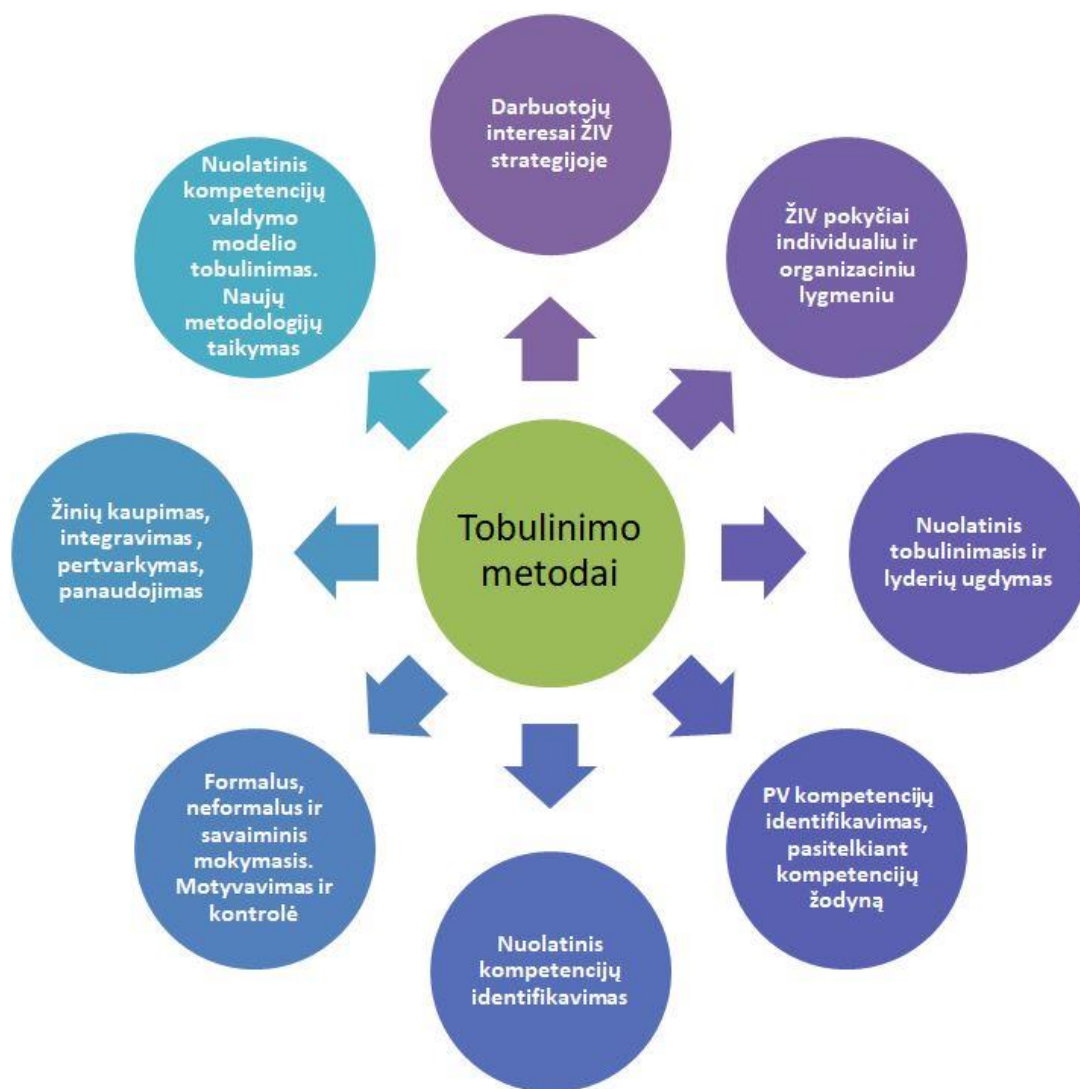 Darbuotojų
interesai ŽIV
strategijoje
ŽIV pokyčiai
individualiu ir
organizaciniu
lygmeniu
Nuolatinis
tobulinimasis ir
lyderių ugdymas
PV kompetencijų
identifikavimas,
pasitelkiant
kompetencijų
žodyną
Nuolatinis
kompetencijų
identifikavimas
Formalus,
neformalus ir
savaiminis
mokymasis.
Motyvavimas ir
kontrolė
Žinių kaupimas,
integravimas ,
pertvarkymas,
panaudojimas
Nuolatinis
kompetencijų
valdymo
modelio
tobulinimas.
Naujų
metodologijų
taikymas
Tobulinimo
metodai